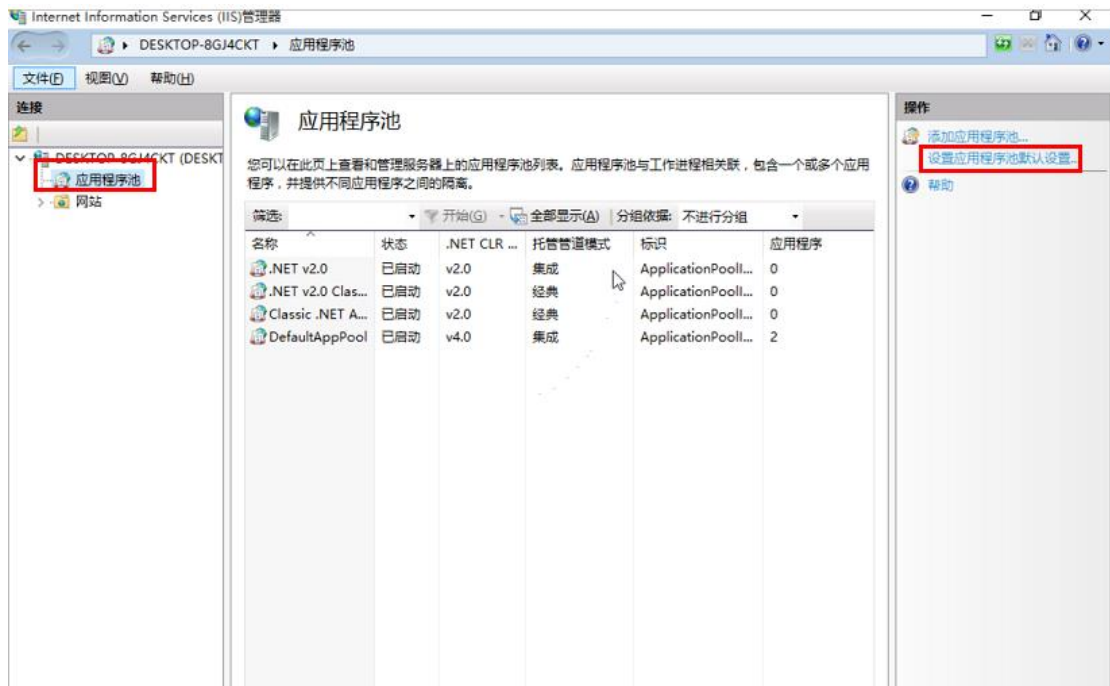 Internet Information Services (IIS)管理器
DESKTOP-8GJ4CKT 应用程序池
文件(F) 视图(V) 帮助(H)
连接
DESKTOP-8GJ4CKT (DESKT
应用程序池
网站
应用程序池
您可以在此页上查看和管理服务器上的应用程序池列表。应用程序池与工作进程相关联，包含一个或多个应用
程序，并提供不同应用程序之间的隔离。
筛选: 开始(G) 全部显示(A) 分组依据: 不进行分组
名称 状态 .NET CLR ... 托管管道模式 标识 应用程序
.NET v2.0 已启动 v2.0 集成 ApplicationPoolI... 0
.NET v2.0 Clas... 已启动 v2.0 经典 ApplicationPoolI... 0
Classic .NET A... 已启动 v2.0 经典 ApplicationPoolI... 0
DefaultAppPool 已启动 v4.0 集成 ApplicationPoolI... 2
操作
添加应用程序池...
设置应用程序池默认设置...
帮助